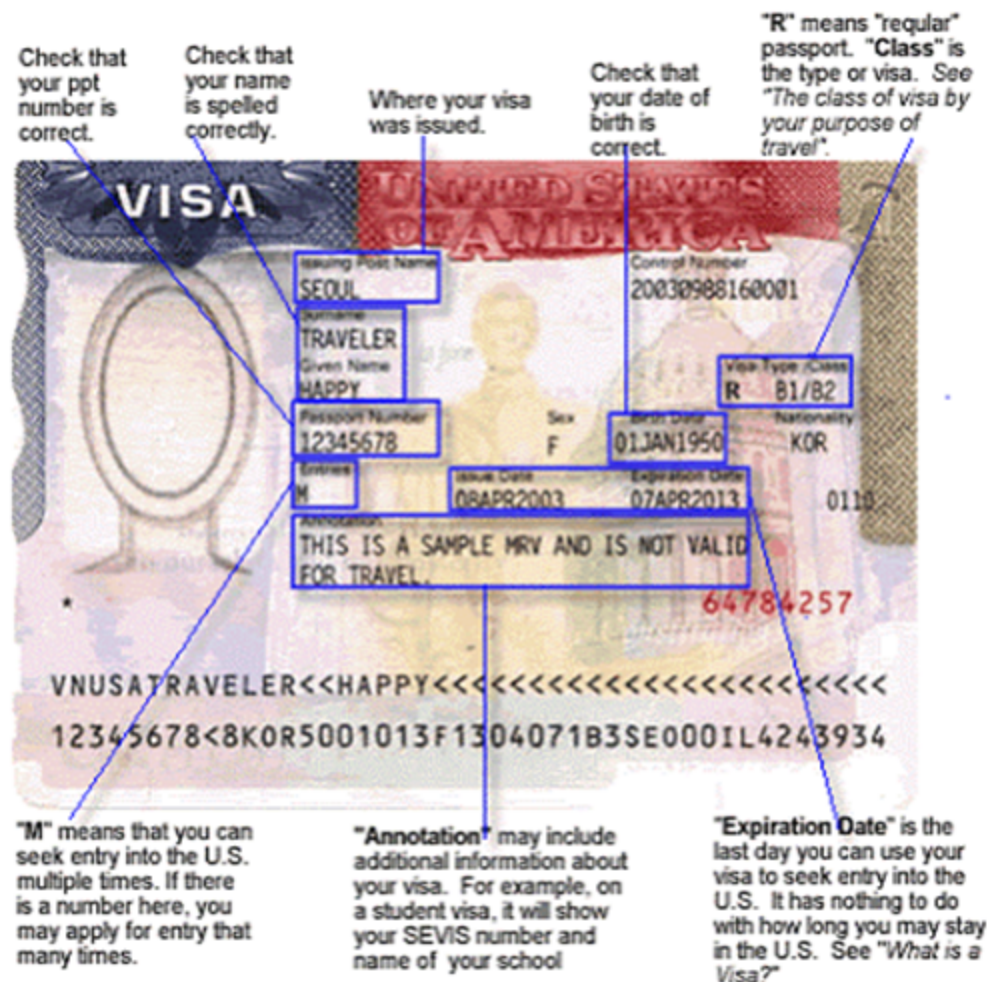 Check that
your ppt
number is
correct.
Check that
your name
is spelled
correctly.
Where your visa
was issued.
Check that
your date of
birth is
correct.
"R" means "reqular"
passport. "Class" is
the type or visa. See
"The class of visa by
your purpose of
travel".
VISA
UNITED STATES
OF AMERICA
Issuing Post Name
SEOUL
Control Number
20030988160001
Surname
TRAVELER
Given Name
HAPPY
Visa Type /Class
R B1/B2
Passport Number
12345678
Sex
F
Birth Date
01JAN1950
Nationality
KOR
Entries
M
Issue Date
08APR2003
Expiration Date
07APR2013
0110
Annotation
THIS IS A SAMPLE MRV AND IS NOT VALID
FOR TRAVEL.
*
64784257
VNUSATRAVELER<<HAPPY<<<<<<<<<<<<<<<<<<<<<<<<
12345678<8KOR5001013F1304071B3SE000IL4243934
"M" means that you can
seek entry into the U.S.
multiple times. If there
is a number here, you
may apply for entry that
many times.
"Annotation" may include
additional information about
your visa. For example, on
a student visa, it will show
your SEVIS number and
name of your school
"Expiration Date" is the
last day you can use your
visa to seek entry into the
U.S. It has nothing to do
with how long you may stay
in the U.S. See "What is a
Visa?"